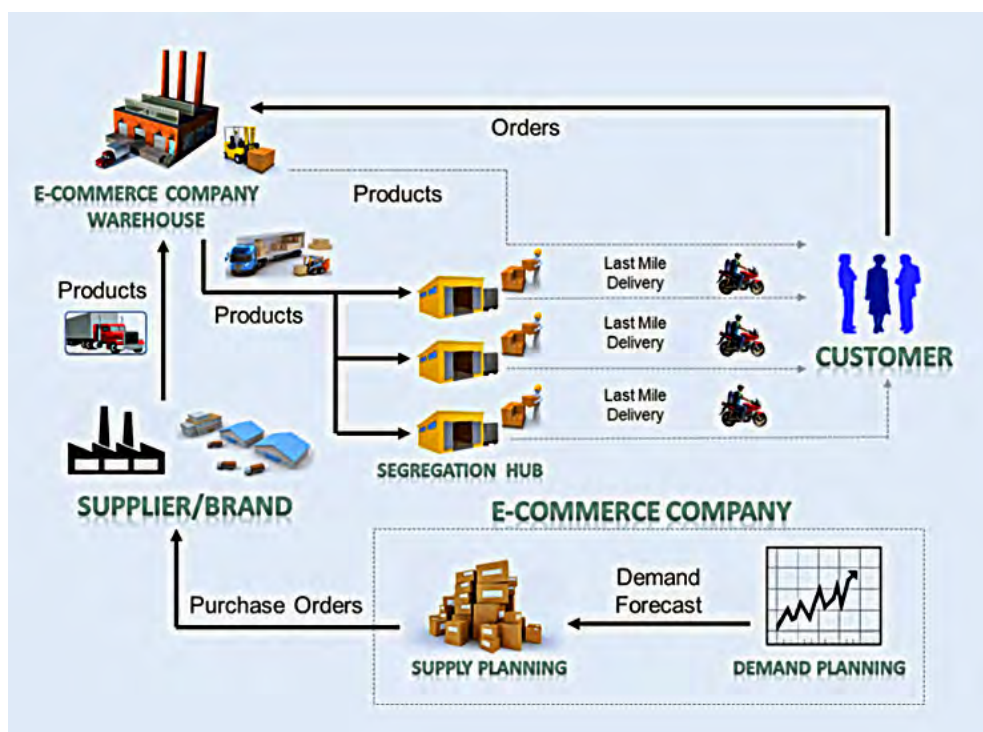 Orders
E-COMMERCE COMPANY
WAREHOUSE
Products
Products
Products
Last Mile
Delivery
Last Mile
Delivery
Last Mile
Delivery
CUSTOMER
SEGREGATION HUB
SUPPLIER/BRAND
E-COMMERCE COMPANY
Purchase Orders
Demand
Forecast
SUPPLY PLANNING
DEMAND PLANNING